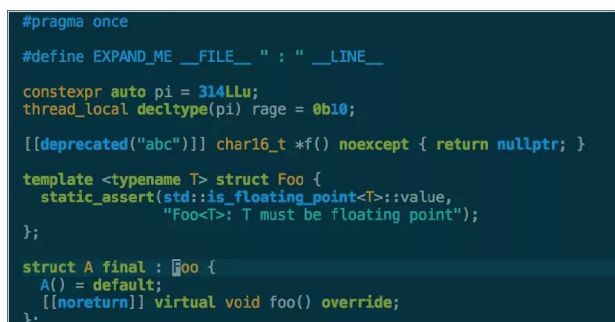 #pragma once
#define EXPAND_ME __FILE__ " : " __LINE__
constexpr auto pi = 314LLu;
thread_local decltype(pi) rage = 0b10;
[[deprecated("abc")]] char16_t *f() noexcept { return nullptr; }
template <typename T> struct Foo {
static_assert(std::is_floating_point<T>::value,
"Foo<T>: T must be floating point");
};
struct A final : Foo {
A() = default;
[[noreturn]] virtual void foo() override;
};